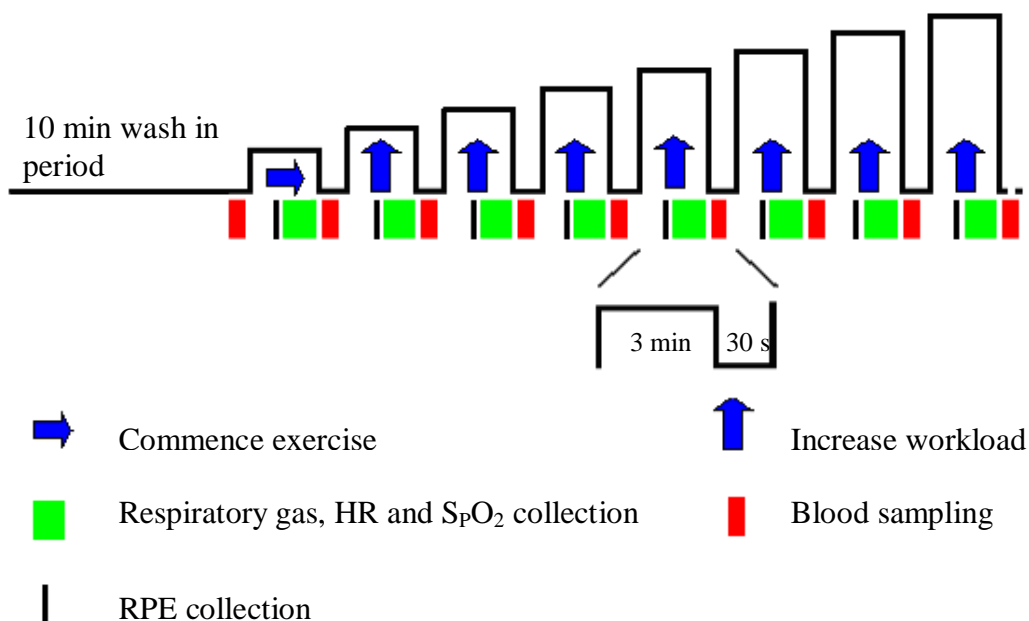 10 min wash in
period
3 min 30 s
Commence exercise
Increase workload
Respiratory gas, HR and SPO2 collection
Blood sampling
RPE collection